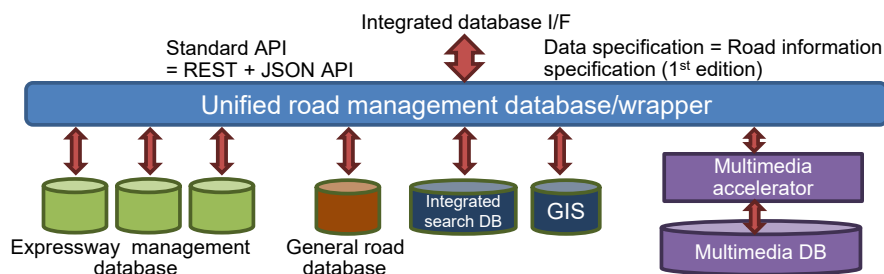 Integrated database I/F
Standard API
= REST + JSON API
Data specification = Road information
specification (1st edition)
Unified road management database/wrapper
Expressway management
database
General road
database
Integrated
search DB
GIS
Multimedia
accelerator
Multimedia DB